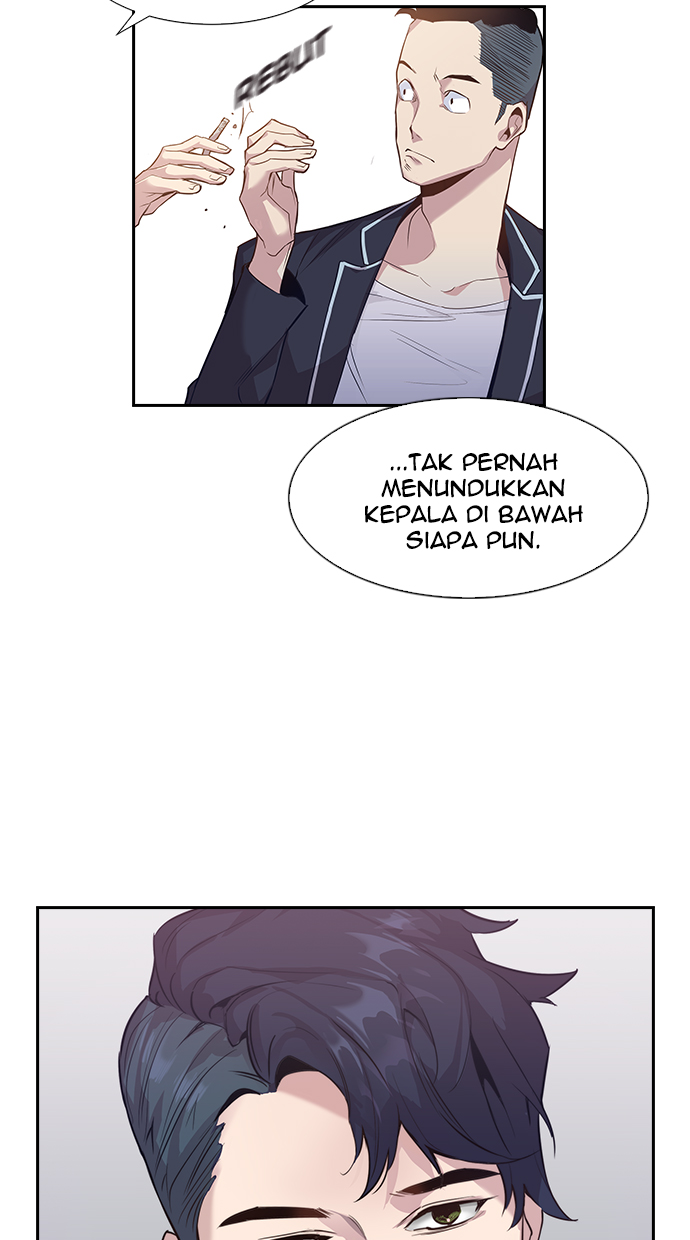 REBUT
...TAK PERNAH
MENUNDUKKAN
KEPALA DI BAWAH
SIAPA PUN.